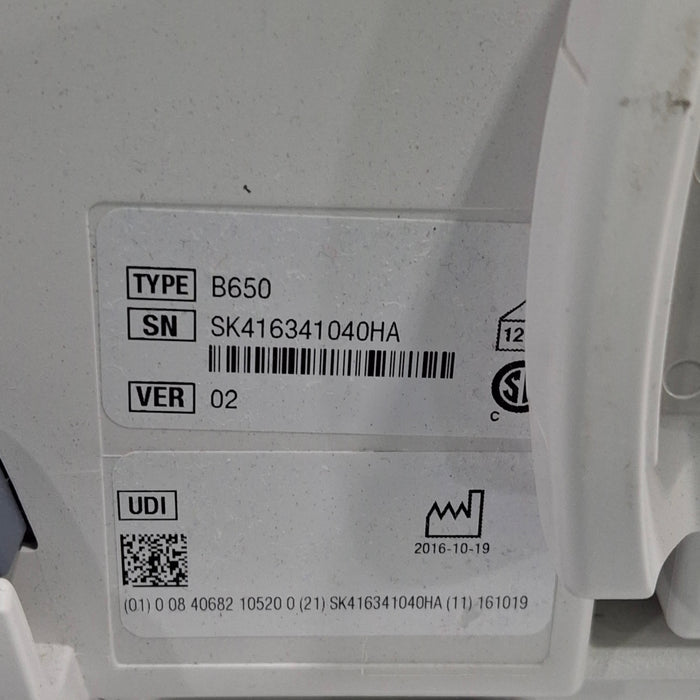 TYPE B650
SN SK416341040HA
12
VER 02
C
UDI
2016-10-19
(01) 0 08 40682 10520 0 (21) SK416341040HA (11) 161019